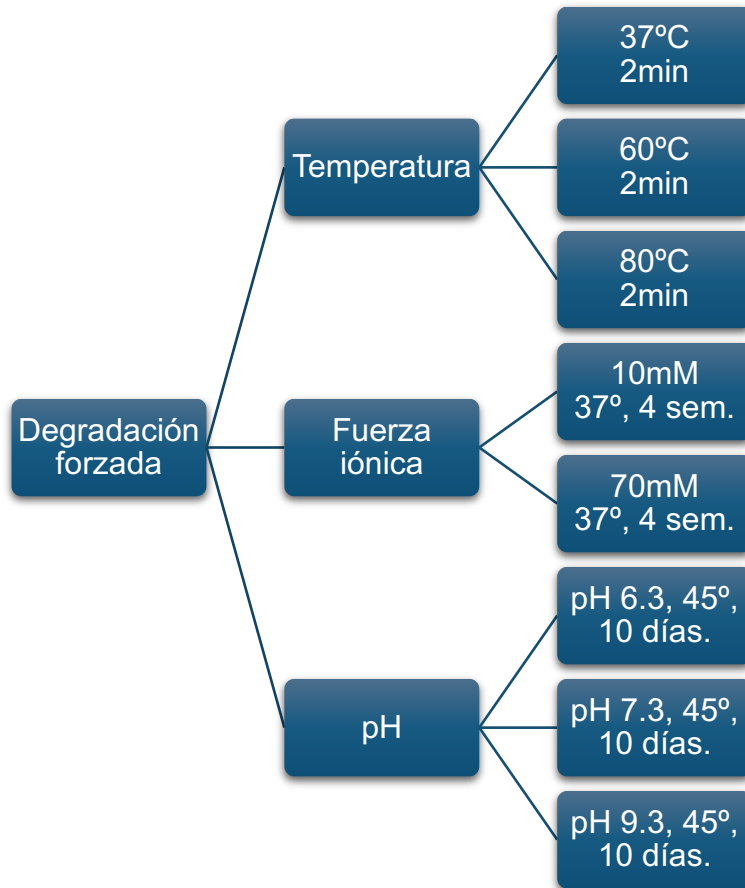 Degradación
forzada
Temperatura
37ºC
2min
60ºC
2min
80ºC
2min
Fuerza
iónica
10mM
37º, 4 sem.
70mM
37º, 4 sem.
pH
pH 6.3, 45º,
10 días.
pH 7.3, 45º,
10 días.
pH 9.3, 45º,
10 días.